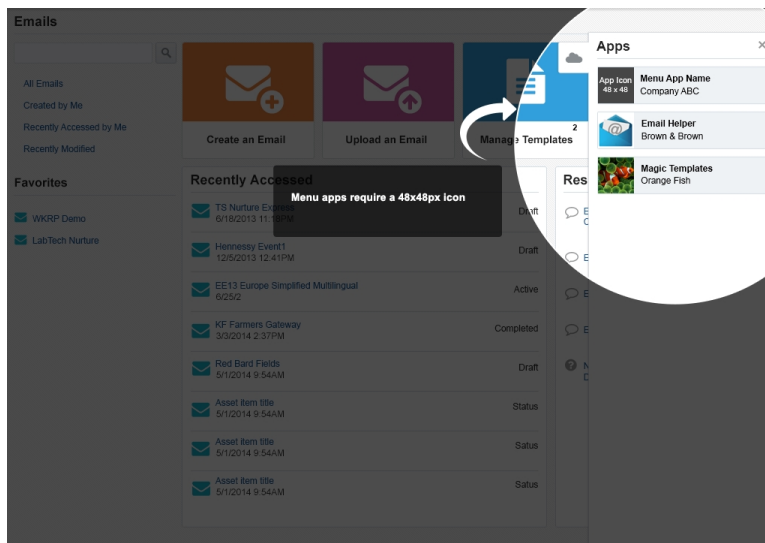 Emails
All Emails
Created by Me
Recently Accessed by Me
Recently Modified
Favorites
WKRP Demo
LabTech Nurture
Create an Email
Upload an Email
Manage Templates
2
Recently Accessed
TS Nurture Express
6/18/2013 11:18PM
Draft
Hennessy Event1
12/5/2013 12:41PM
Draft
EE13 Europe Simplified Multilingual
6/25/2
Active
KF Farmers Gateway
3/3/2014 2:37PM
Completed
Red Bard Fields
5/1/2014 9:54AM
Draft
Asset item title
5/1/2014 9:54AM
Status
Asset item title
5/1/2014 9:54AM
Satus
Asset item title
5/1/2014 9:54AM
Satus
Menu apps require a 48x48px icon
Res
Apps
App Icon
48 x 48
Menu App Name
Company ABC
Email Helper
Brown & Brown
Magic Templates
Orange Fish